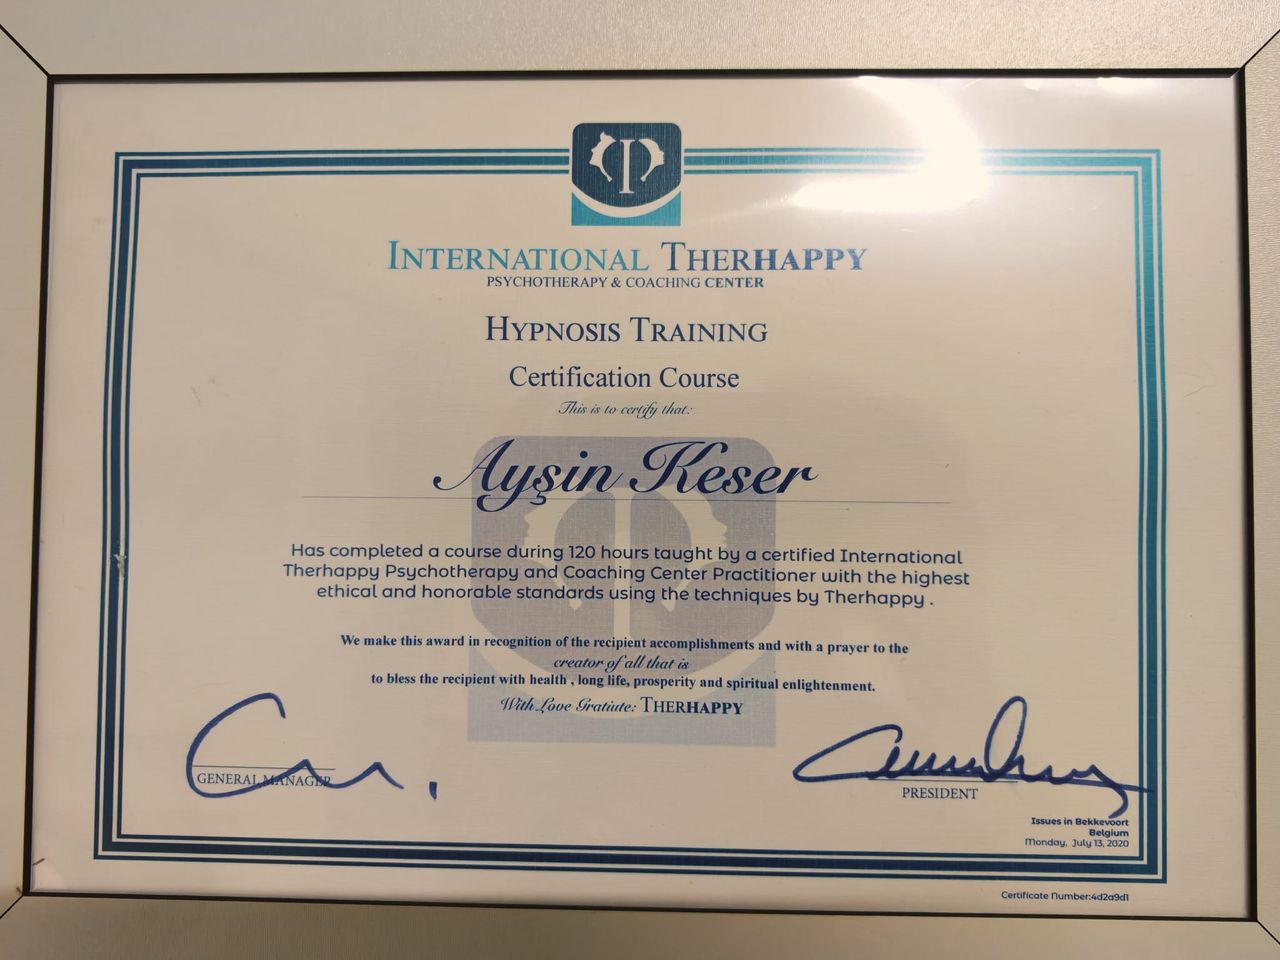 INTERNATIONAL THERHAPPY
PSYCHOTHERAPY & COACHING CENTER
HYPNOSIS TRAINING
Certification Course
This is to certify that:
Ayşin Keser
Has completed a course during 120 hours taught by a certified International
Therhappy Psychotherapy and Coaching Center Practitioner with the highest
ethical and honorable standards using the techniques by Therhappy .
We make this award in recognition of the recipient accomplishments and with a prayer to the
creator of all that is
to bless the recipient with health , long life, prosperity and spiritual enlightenment.
With Love Gratiute: THERHAPPY
GENERAL MANAGER
PRESIDENT
Issues in Bekkevoort
Belgium
Monday, July 13, 2020
Certificate Number:4d2a9d1